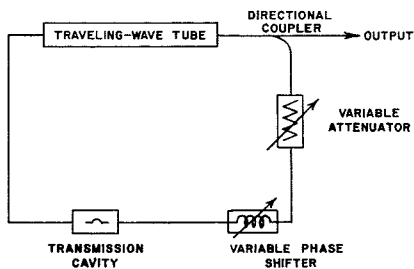 DIRECTIONAL
COUPLER
TRAVELING-WAVE TUBE
OUTPUT
VARIABLE
ATTENUATOR
TRANSMISSION
CAVITY
VARIABLE PHASE
SHIFTER